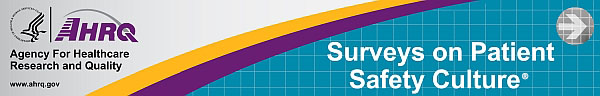 AHRQ
Agency For Healthcare
Research and Quality
www.ahrq.gov
Surveys on Patient
Safety Culture®